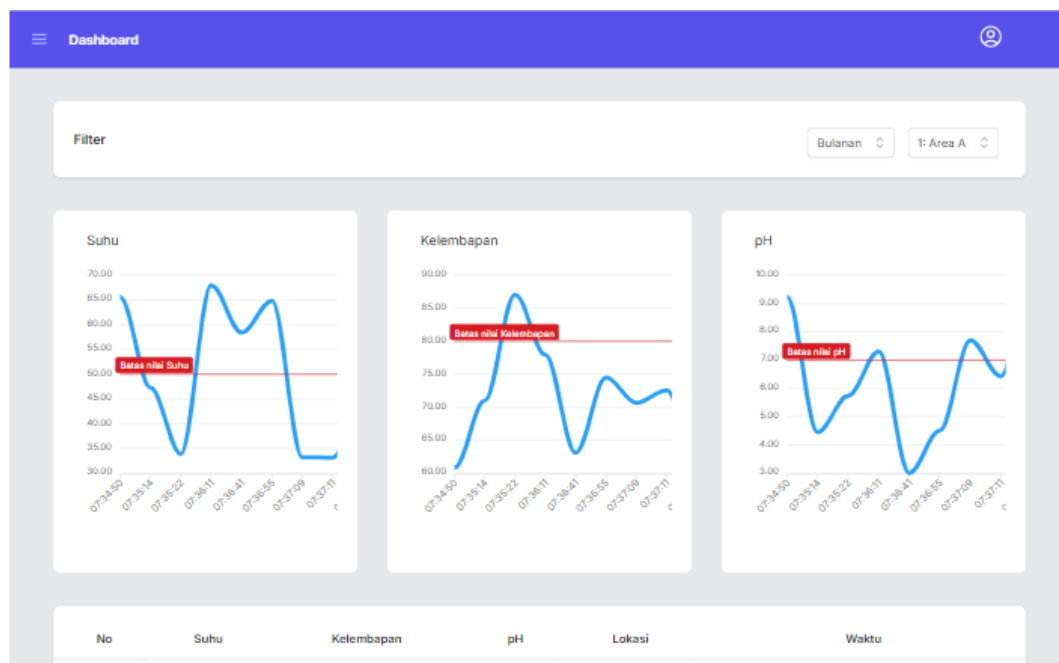 Dashboard
Filter
Bulanan
1: Area A
Suhu
70.00
65.00
60.00
55.00
50.00
45.00
40.00
35.00
30.00
Batas nilai Suhu
07:34:50 07:35:14 07:35:22 07:36:11 07:36:41 07:36:55 07:37:09 07:37:11
Kelembapan
90.00
85.00
80.00
75.00
70.00
65.00
60.00
Batas nilai Kelembapan
07:34:50 07:35:14 07:35:22 07:36:11 07:36:41 07:36:55 07:37:09 07:37:11
pH
10.00
9.00
8.00
7.00
6.00
5.00
4.00
3.00
Batas nilai pH
07:34:50 07:35:14 07:35:22 07:36:11 07:36:41 07:36:55 07:37:09 07:37:11
No Suhu Kelembapan pH Lokasi Waktu